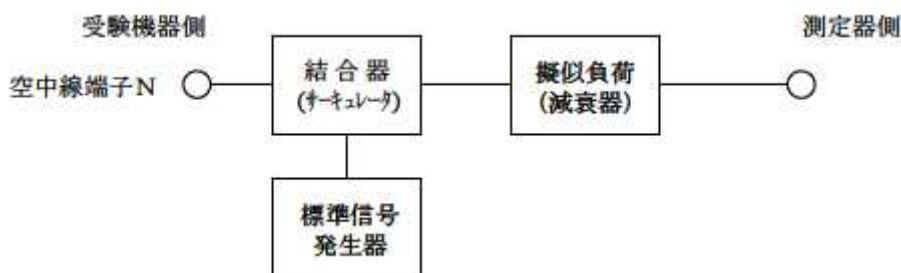 受験機器側
測定器側
空中線端子N
結合器
(サーキュレータ)
擬似負荷
(減衰器)
標準信号
発生器